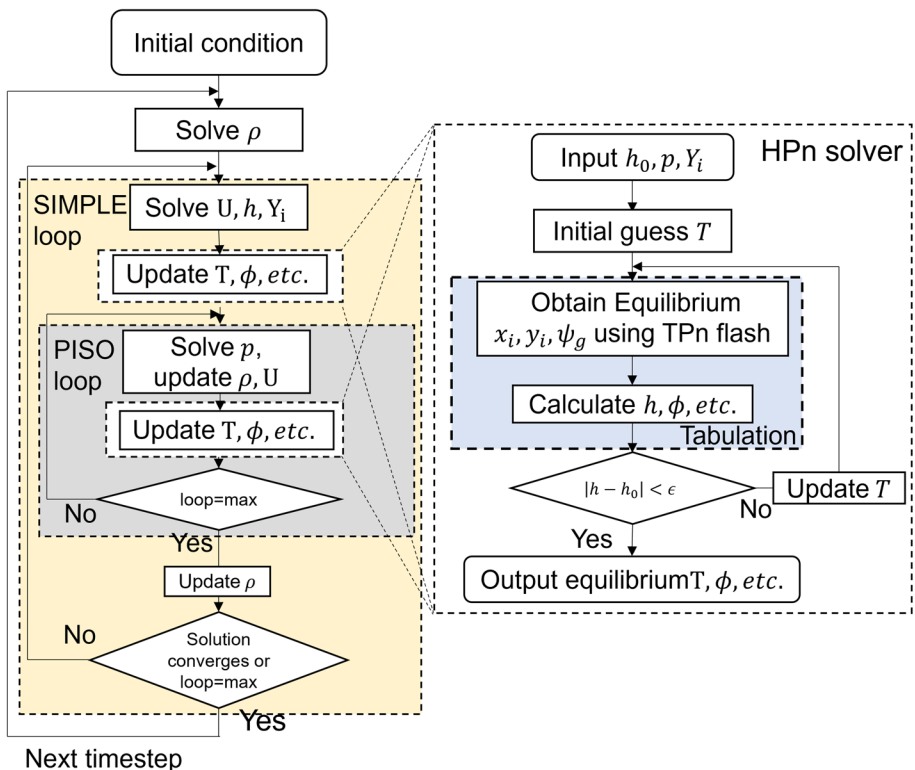 Initial condition
Solve ρ
SIMPLE
loop
Solve U, h, Yᵢ
Update T, ϕ, etc.
PISO
loop
Solve p,
update ρ, U
Update T, ϕ, etc.
loop=max
No
Yes
Update ρ
No
Solution
converges or
loop=max
Yes
Next timestep
HPn solver
Input h₀, p, Yᵢ
Initial guess T
Obtain Equilibrium
xᵢ, yᵢ, ψ_g using TPn flash
Calculate h, ϕ, etc.
Tabulation
|h − h₀| < ϵ
No
Update T
Yes
Output equilibriumT, ϕ, etc.